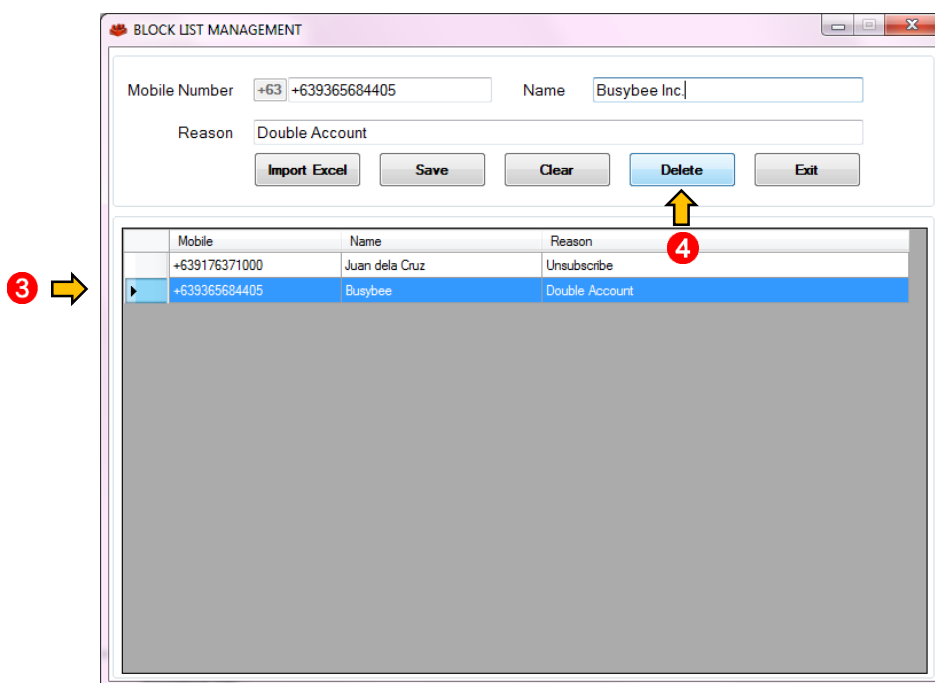 BLOCK LIST MANAGEMENT
Mobile Number +63 +639365684405 Name Busybee Inc.
Reason Double Account
Import Excel Save Clear Delete Exit
4
Mobile Name Reason
+639176371000 Juan dela Cruz Unsubscribe
3
+639365684405 Busybee Double Account